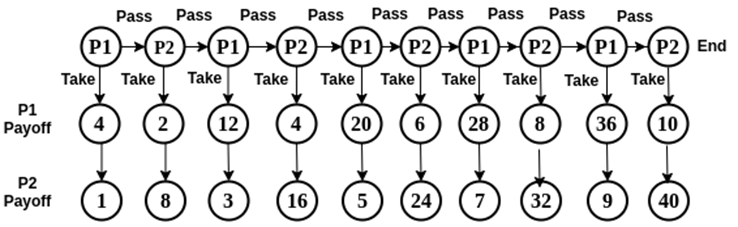 Pass Pass Pass Pass Pass Pass Pass Pass Pass
P1 P2 P1 P2 P1 P2 P1 P2 P1 P2 End
Take Take Take Take Take Take Take Take Take Take
P1 Payoff 4 2 12 4 20 6 28 8 36 10
P2 Payoff 1 8 3 16 5 24 7 32 9 40